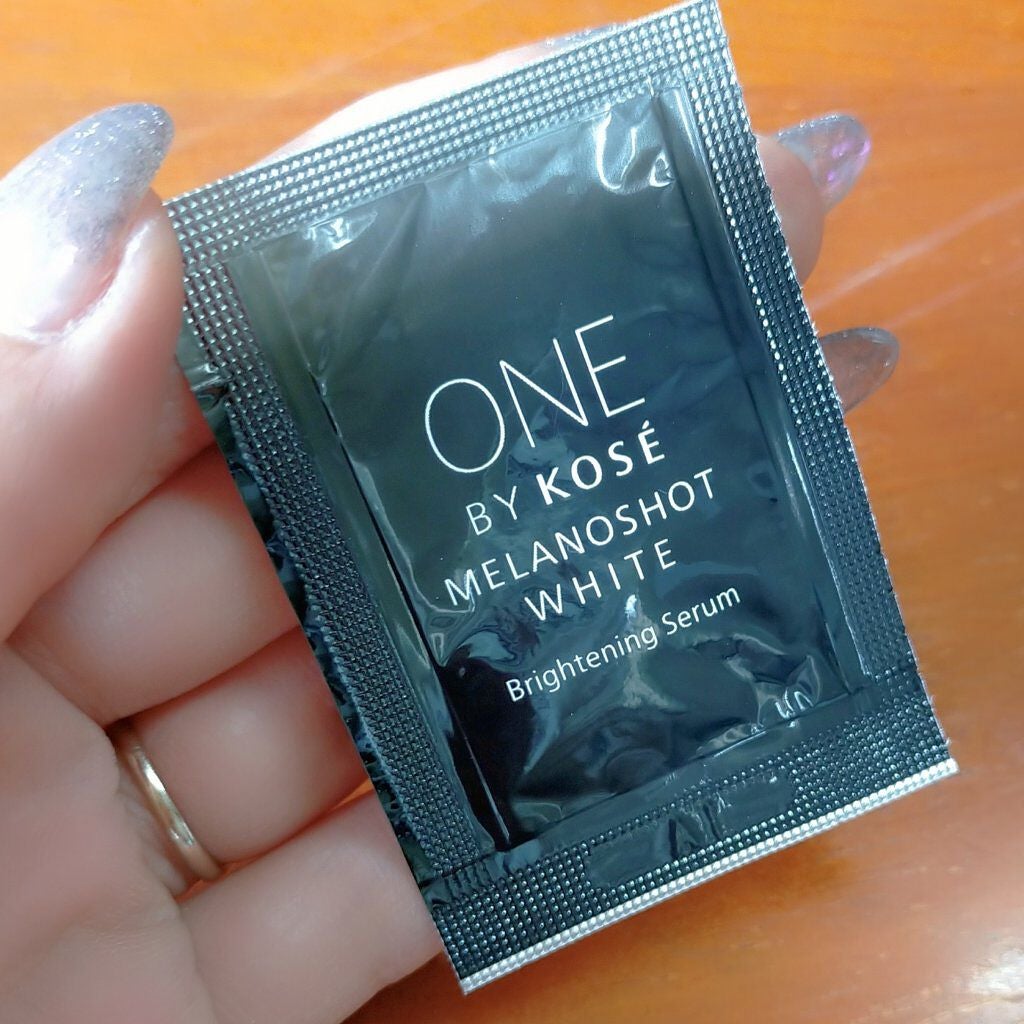 ONE
BY KOSÉ
MELANOSHOT
WHITE
Brightening Serum